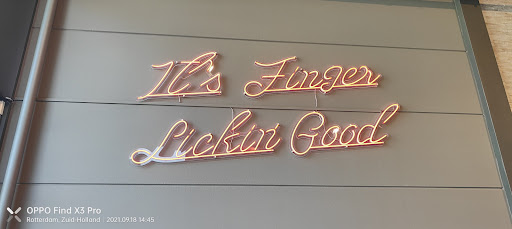 It's Finger
Lickin' Good
OPPO Find X3 Pro
Rotterdam, Zuid Holland · 2021.09.18 14:45